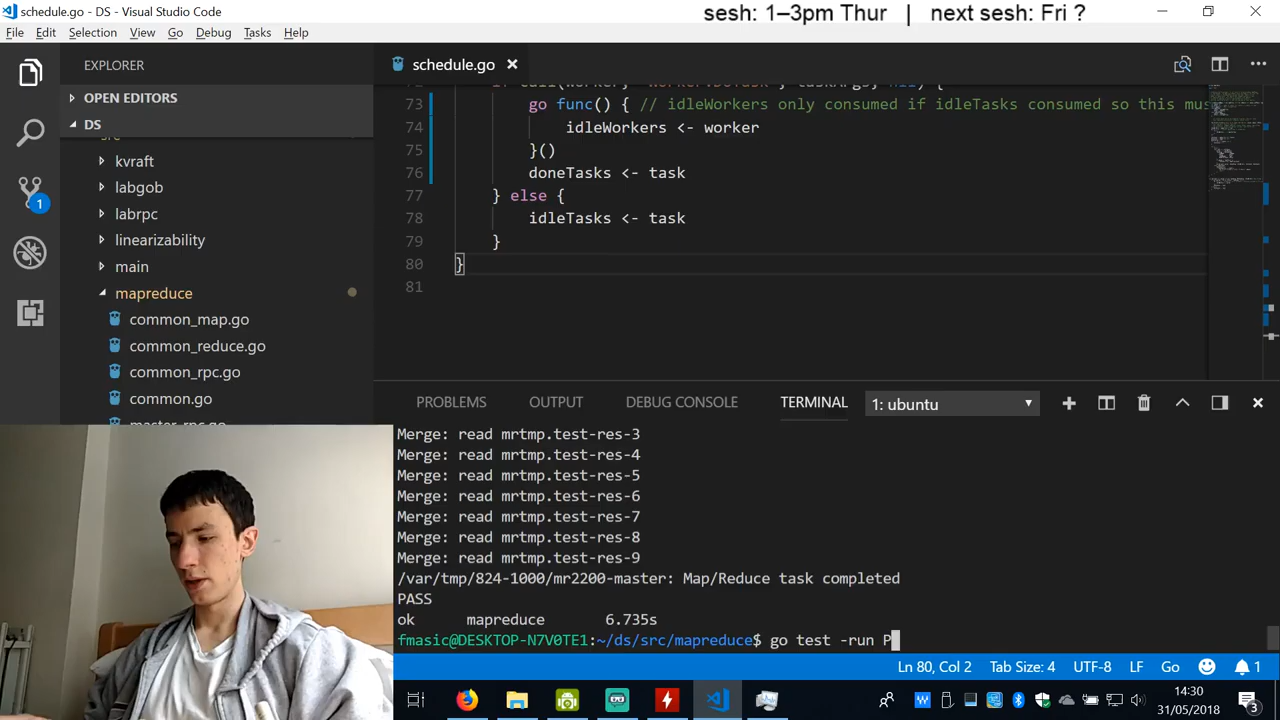 schedule.go - DS - Visual Studio Code
sesh: 1–3pm Thur | next sesh: Fri ?
File Edit Selection View Go Debug Tasks Help
EXPLORER
schedule.go
OPEN EDITORS
DS
kvraft
labgob
labrpc
linearizability
main
mapreduce
common_map.go
common_reduce.go
common_rpc.go
common.go
master_rpc.go
73 go func() { // idleWorkers only consumed if idleTasks consumed so this mus
74 idleWorkers <- worker
75 }()
76 doneTasks <- task
77 } else {
78 idleTasks <- task
79 }
80 }
81
PROBLEMS OUTPUT DEBUG CONSOLE TERMINAL 1: ubuntu
Merge: read mrtmp.test-res-3
Merge: read mrtmp.test-res-4
Merge: read mrtmp.test-res-5
Merge: read mrtmp.test-res-6
Merge: read mrtmp.test-res-7
Merge: read mrtmp.test-res-8
Merge: read mrtmp.test-res-9
/var/tmp/824-1000/mr2200-master: Map/Reduce task completed
PASS
ok mapreduce 6.735s
fmasic@DESKTOP-N7V0TE1:~/ds/src/mapreduce$ go test -run P
Ln 80, Col 2 Tab Size: 4 UTF-8 LF Go 1
14:30
31/05/2018